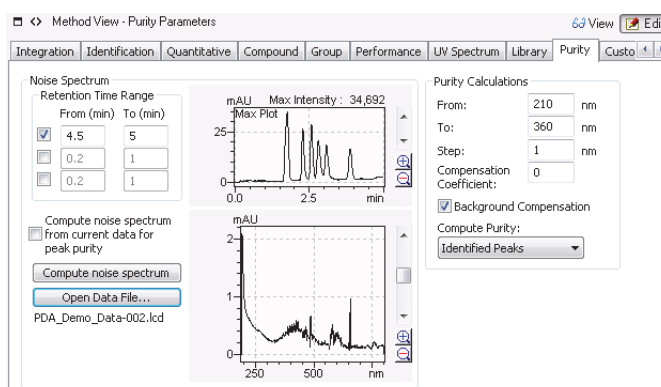 Method View - Purity Parameters
View
Integration Identification Quantitative Compound Group Performance UV Spectrum Library Purity
Noise Spectrum
Retention Time Range
From (min) To (min)
4.5 5
0.2 1
0.2 1
Compute noise spectrum
from current data for
peak purity
Compute noise spectrum
Open Data File...
PDA_Demo_Data-002.lcd
mAU Max Intensity : 34,692
Max Plot
25
0
0.0 2.5 min
mAU
2
1
0
250 500 nm
Purity Calculations
From: 210 nm
To: 360 nm
Step: 1 nm
Compensation
Coefficient: 0
Background Compensation
Compute Purity:
Identified Peaks